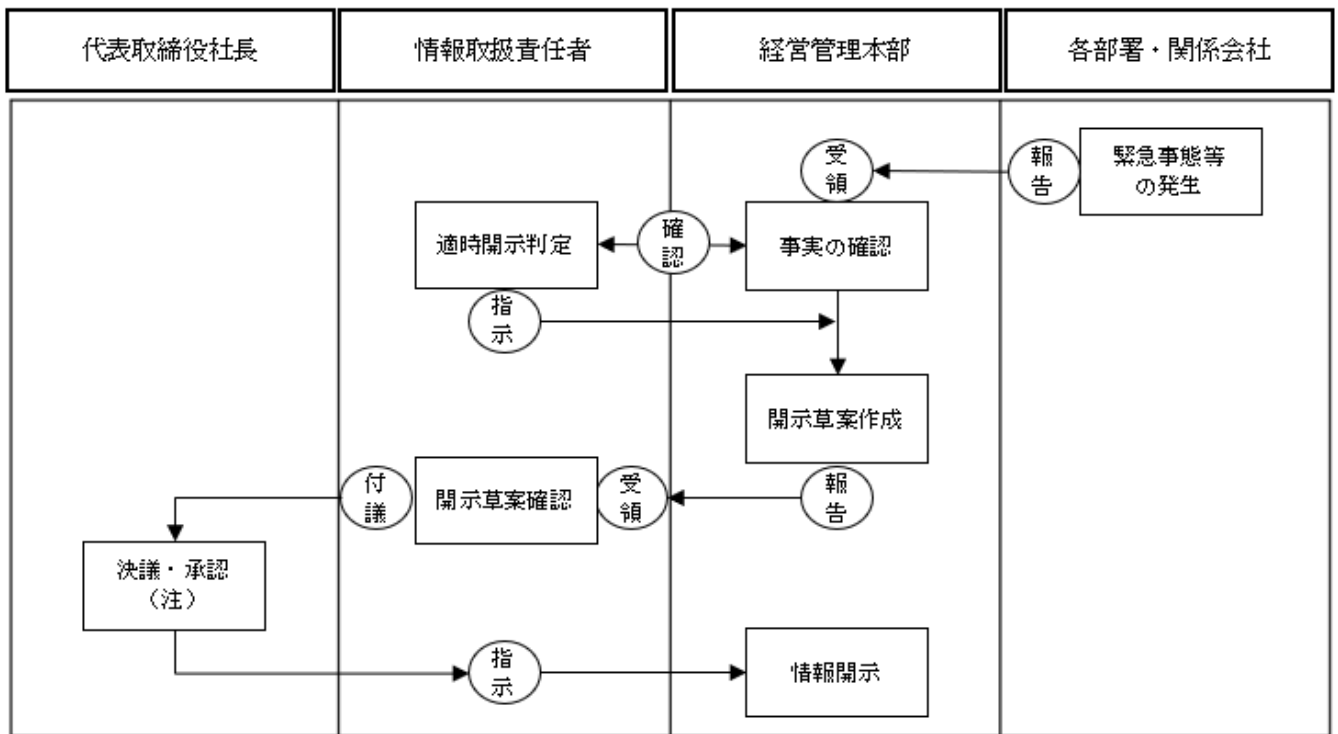 代表取締役社長
情報取扱責任者
経営管理本部
各部署・関係会社
受
領
報
告
緊急事態等
の発生
適時開示判定
確
認
事実の確認
指
示
開示草案作成
付
議
開示草案確認
受
領
報
告
決議・承認
（注）
指
示
情報開示